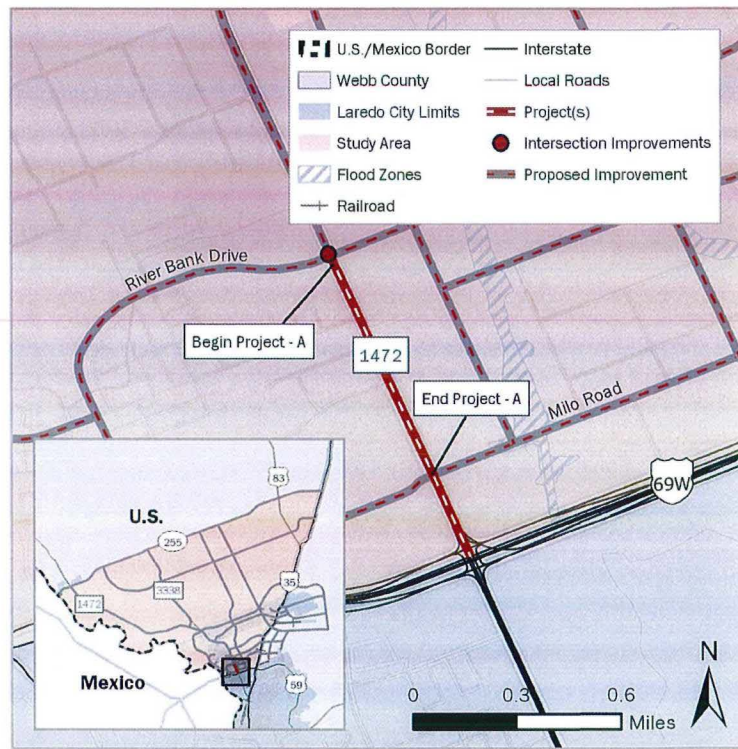 U.S./Mexico Border
Interstate
Webb County
Local Roads
Laredo City Limits
Project(s)
Study Area
Intersection Improvements
Flood Zones
Proposed Improvement
Railroad
River Bank Drive
Begin Project - A
1472
End Project - A
Milo Road
69W
83
U.S.
255
35
3338
1472
Mexico
59
N
0 0.3 0.6
Miles